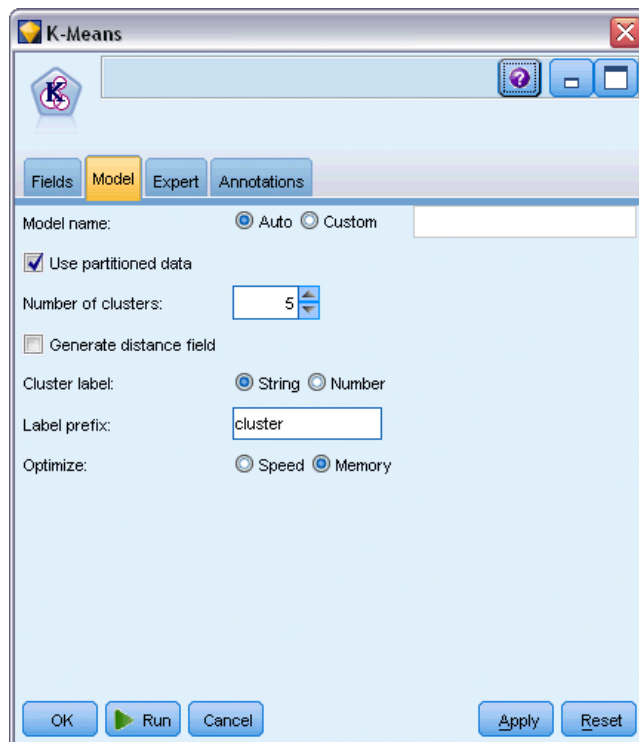 K-Means
Fields Model Expert Annotations
Model name: Auto Custom
Use partitioned data
Number of clusters: 5
Generate distance field
Cluster label: String Number
Label prefix: cluster
Optimize: Speed Memory
OK Run Cancel Apply Reset